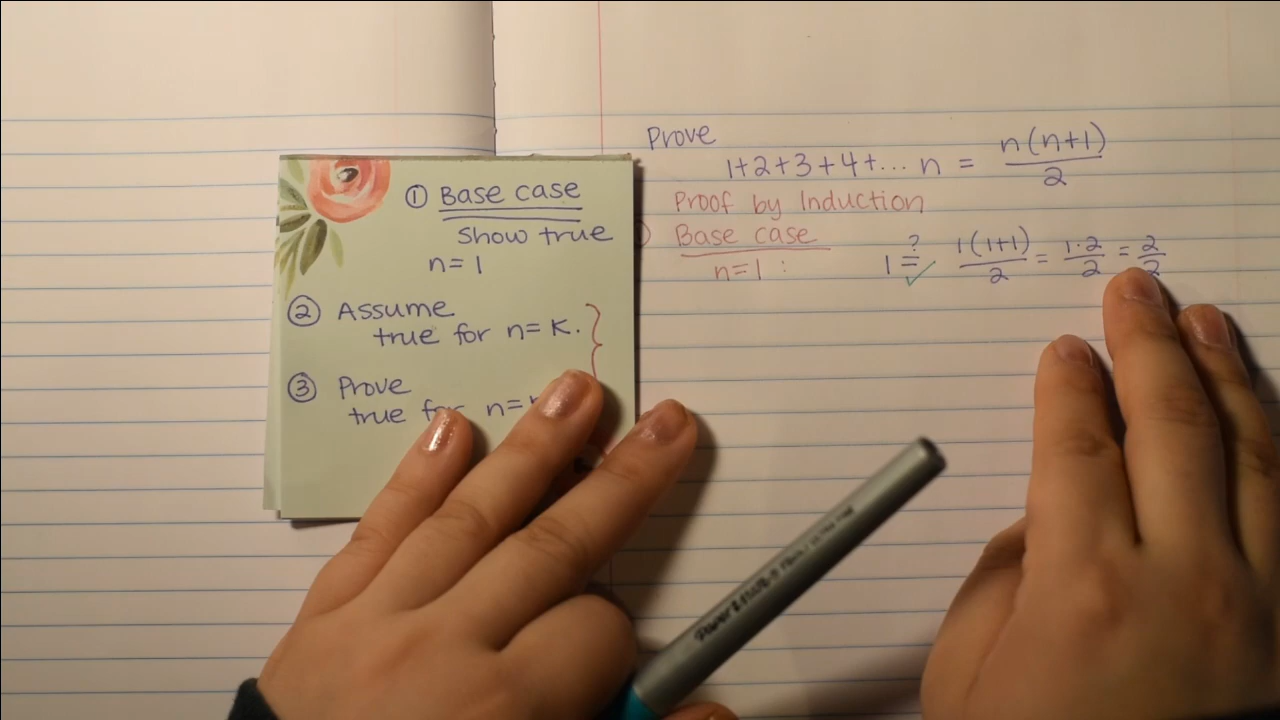 ① Base case
Show true
n=1
② Assume
true for n=K.
③ Prove
true for n=
Prove
1+2+3+4+... n = n(n+1)/2
Proof by Induction
Base case
n=1 :
1 ?= ✓ 1(1+1)/2 = 1·2/2 = 2/2